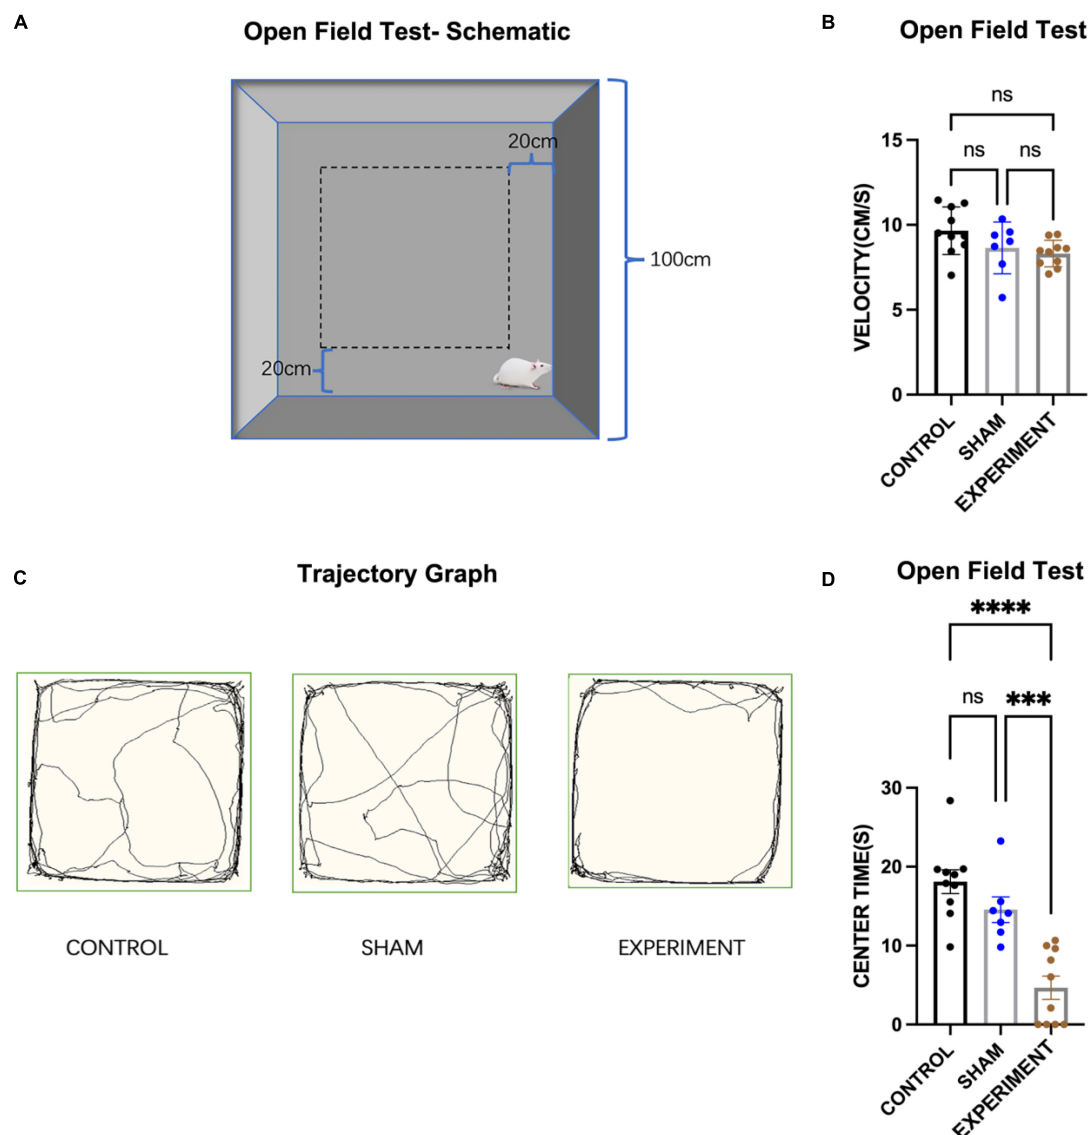 A
Open Field Test- Schematic
20cm
100cm
20cm
B
Open Field Test
ns
ns
ns
15
10
5
0
VELOCITY(CM/S)
CONTROL
SHAM
EXPERIMENT
C
Trajectory Graph
CONTROL
SHAM
EXPERIMENT
D
Open Field Test
****
ns
***
30
20
10
0
CENTER TIME(S)
CONTROL
SHAM
EXPERIMENT